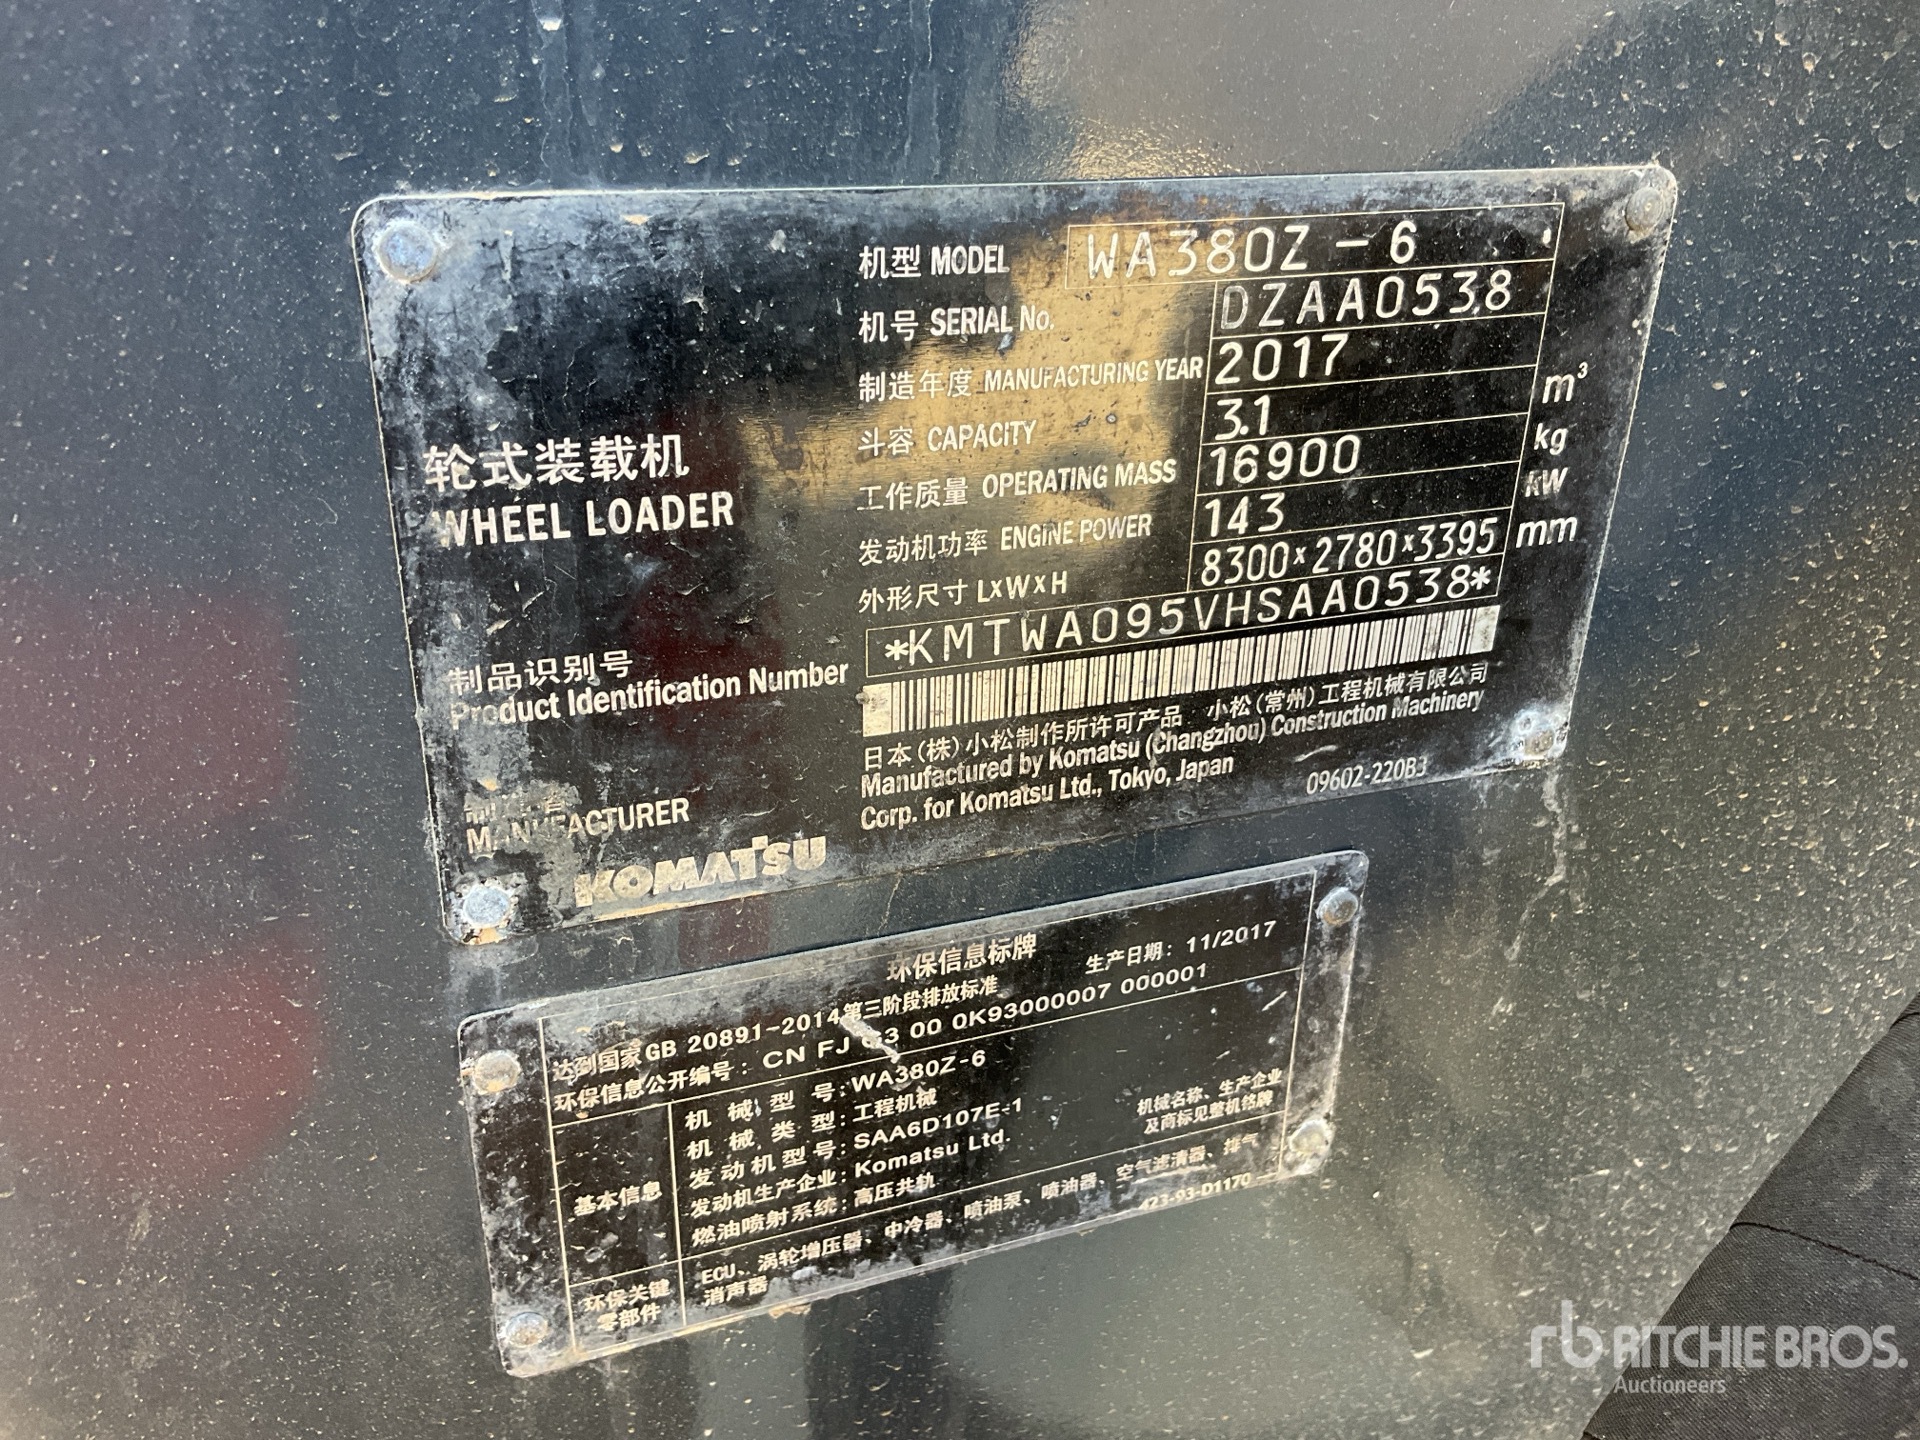 机型 MODEL WA380Z-6
机号 SERIAL No. DZAA0538
制造年度 MANUFACTURING YEAR 2017
斗容 CAPACITY 3.1 m³
工作质量 OPERATING MASS 16900 kg
发动机功率 ENGINE POWER 143 kW
外形尺寸 L×W×H 8300×2780×3395 mm
轮式装载机
WHEEL LOADER
制品识别号
Product Identification Number
*KMTWA095VHSAA0538*
日本(株)小松制作所许可产品 小松(常州)工程机械有限公司
Manufactured by Komatsu (Changzhou) Construction Machinery
Corp. for Komatsu Ltd., Tokyo, Japan
09602-220B3
制造者
MANUFACTURER
KOMATSU
环保信息标牌
生产日期: 11/2017
达到国家GB 20891-2014第三阶段排放标准
环保信息公开编号: CN FJ G3 00 0K93000007 000001
基本信息
机械型号: WA380Z-6
机械类型: 工程机械
发动机型号: SAA6D107E-1
发动机生产企业: Komatsu Ltd.
燃油喷射系统: 高压共轨
机械名称、生产企业
及商标见整机铭牌
环保关键
零部件
ECU、涡轮增压器、中冷器、喷油泵、喷油器、空气滤清器、排气
消声器
423-93-D1170
rb RITCHIE BROS.
Auctioneers